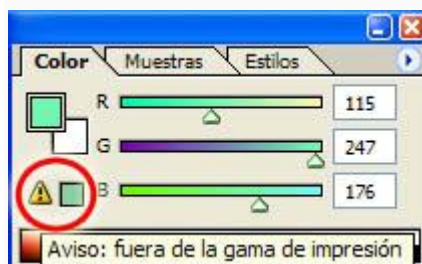 Color Muestras Estilos
R 115
G 247
B 176
Aviso: fuera de la gama de impresión